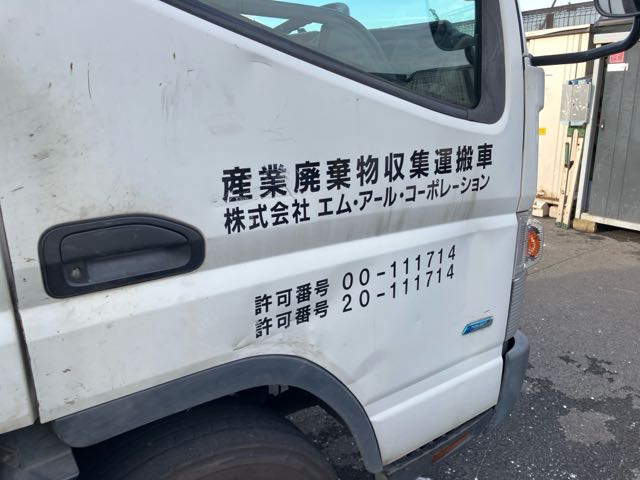 産業廃棄物収集運搬車
株式会社 エム・アール・コーポレーション
許可番号 00-111714
許可番号 20-111714